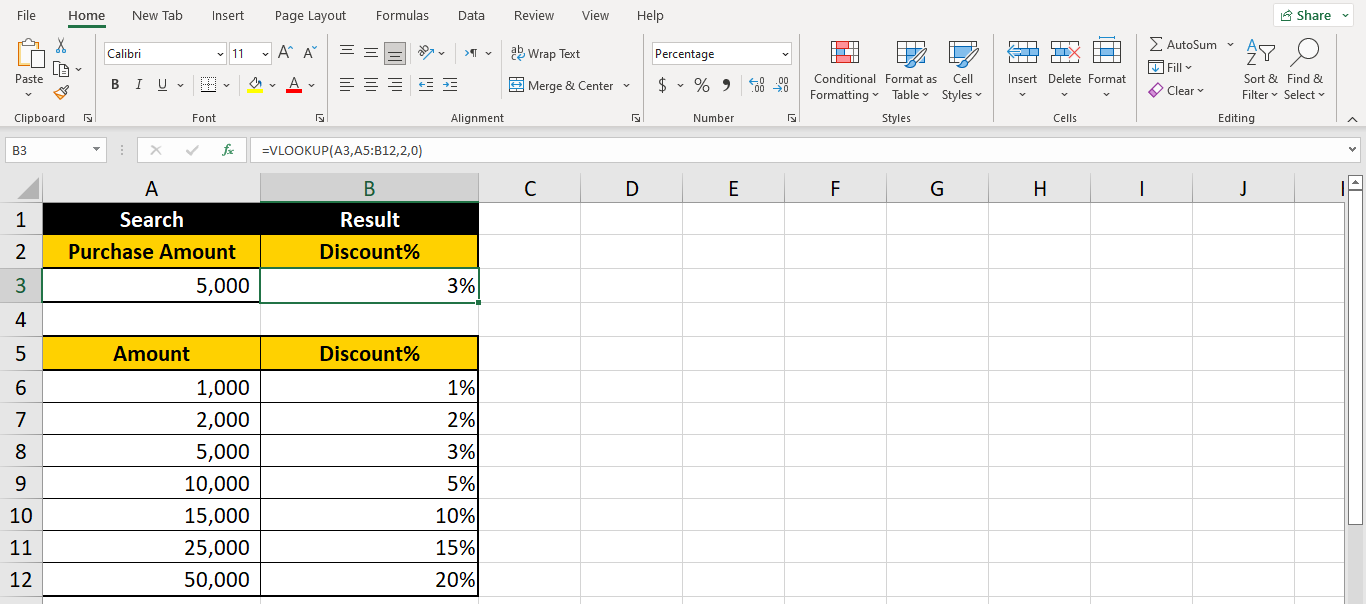 File Home New Tab Insert Page Layout Formulas Data Review View Help Share
Paste
Clipboard
Calibri 11
B I U A
Font
ab Wrap Text
Merge & Center
Alignment
Percentage
$ % , .00 .00
Number
Conditional Formatting
Format as Table
Cell Styles
Styles
Insert Delete Format
Cells
AutoSum
Fill
Clear
Sort & Filter
Find & Select
Editing
B3 fx =VLOOKUP(A3,A5:B12,2,0)
A B C D E F G H I J
1 Search Result
2 Purchase Amount Discount%
3 5,000 3%
4
5 Amount Discount%
6 1,000 1%
7 2,000 2%
8 5,000 3%
9 10,000 5%
10 15,000 10%
11 25,000 15%
12 50,000 20%